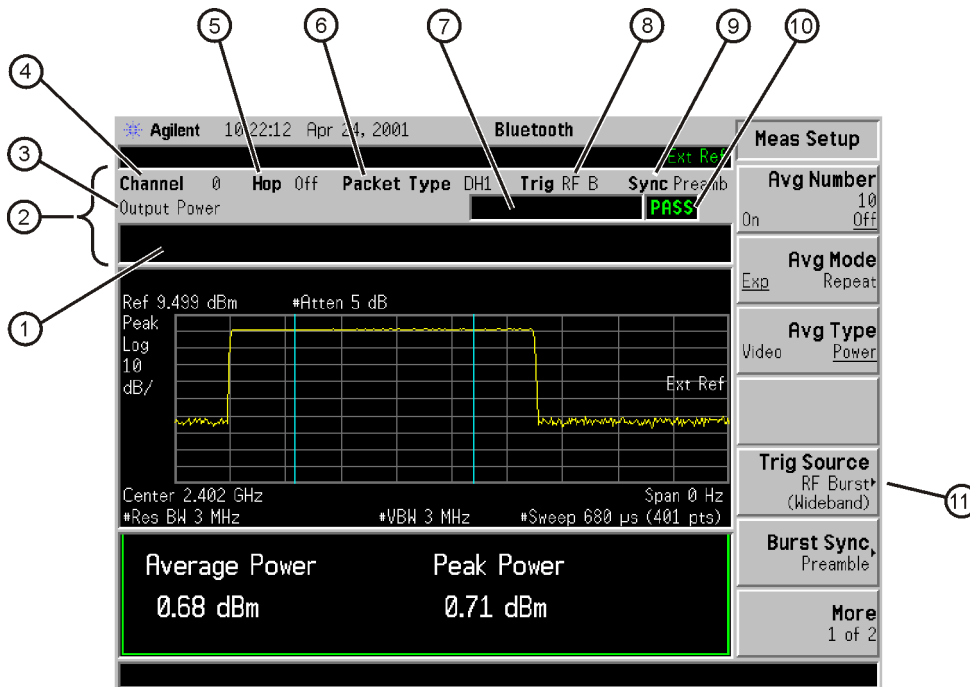 5 6 7 8 9 10
4
Agilent 10:22:12 Apr 24, 2001 Bluetooth
Meas Setup
Ext Ref
3
Channel 0 Hop Off Packet Type DH1 Trig RF B Sync Preamb
Output Power PASS
2
Avg Number
10
On Off
Avg Mode
Exp Repeat
1
Ref 9.499 dBm #Atten 5 dB
Peak
Log
10
dB/
Ext Ref
Avg Type
Video Power
Center 2.402 GHz Span 0 Hz
#Res BW 3 MHz #VBW 3 MHz #Sweep 680 µs (401 pts)
Trig Source
RF Burst
(Wideband)
11
Average Power Peak Power
0.68 dBm 0.71 dBm
Burst Sync
Preamble
More
1 of 2